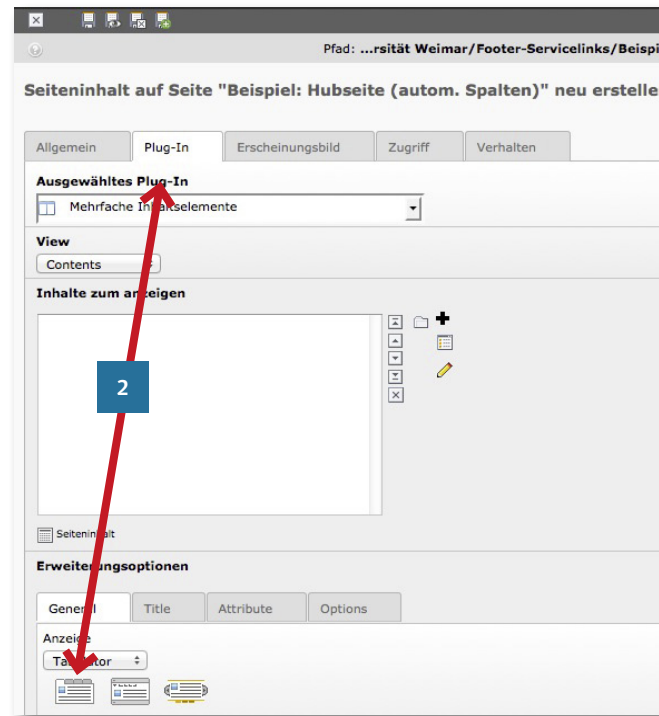 Pfad: ...rsität Weimar/Footer-Servicelinks/Beispi
Seiteninhalt auf Seite "Beispiel: Hubseite (autom. Spalten)" neu erstelle
Allgemein Plug-In Erscheinungsbild Zugriff Verhalten
Ausgewähltes Plug-In
Mehrfache Inhaltselemente
View
Contents
Inhalte zum anzeigen
2
Seiteninhalt
Erweiterungsoptionen
General Title Attribute Options
Anzeige
Tabulator